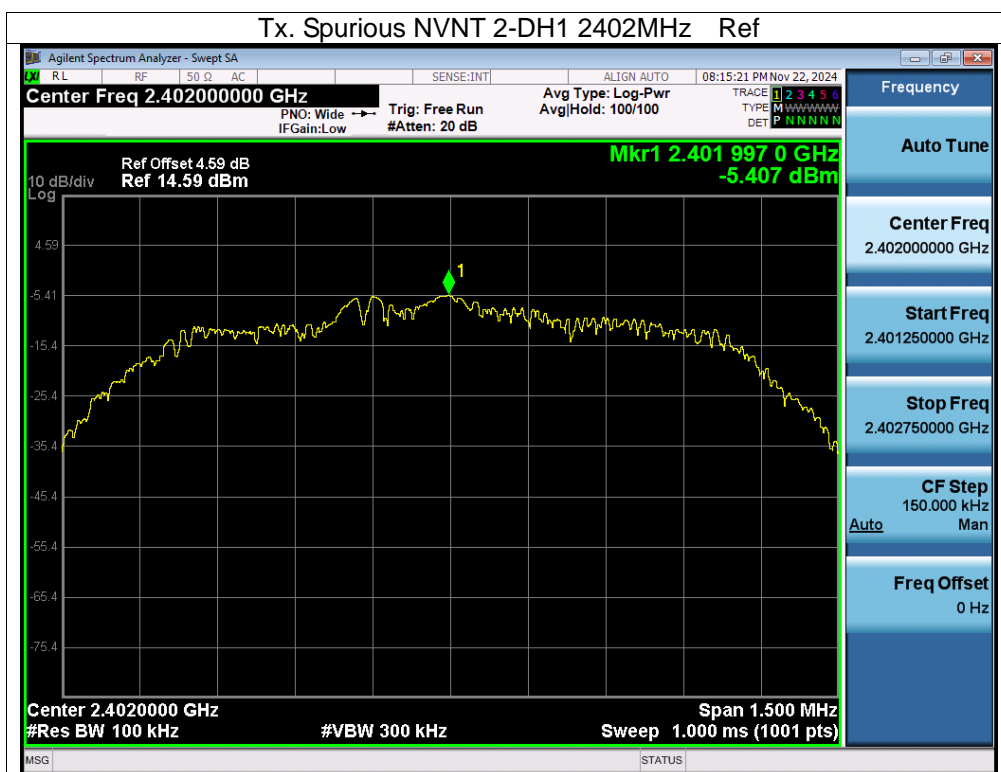 Tx. Spurious NVNT 2-DH1 2402MHz Ref
Agilent Spectrum Analyzer - Swept SA
LXI RL RF 50 Ω AC SENSE:INT ALIGN AUTO 08:15:21 PM Nov 22, 2024
Center Freq 2.402000000 GHz
PNO: Wide
IFGain:Low
Trig: Free Run
#Atten: 20 dB
Avg Type: Log-Pwr
Avg|Hold: 100/100
TRACE 1 2 3 4 5 6
TYPE M WWWWW
DET P N N N N N
Ref Offset 4.59 dB
Ref 14.59 dBm
10 dB/div
Log
Mkr1 2.401 997 0 GHz
-5.407 dBm
1
4.59
-5.41
-15.4
-25.4
-35.4
-45.4
-55.4
-65.4
-75.4
Center 2.4020000 GHz
#Res BW 100 kHz
#VBW 300 kHz
Span 1.500 MHz
Sweep 1.000 ms (1001 pts)
MSG
STATUS
Frequency
Auto Tune
Center Freq
2.402000000 GHz
Start Freq
2.401250000 GHz
Stop Freq
2.402750000 GHz
CF Step
150.000 kHz
Auto Man
Freq Offset
0 Hz